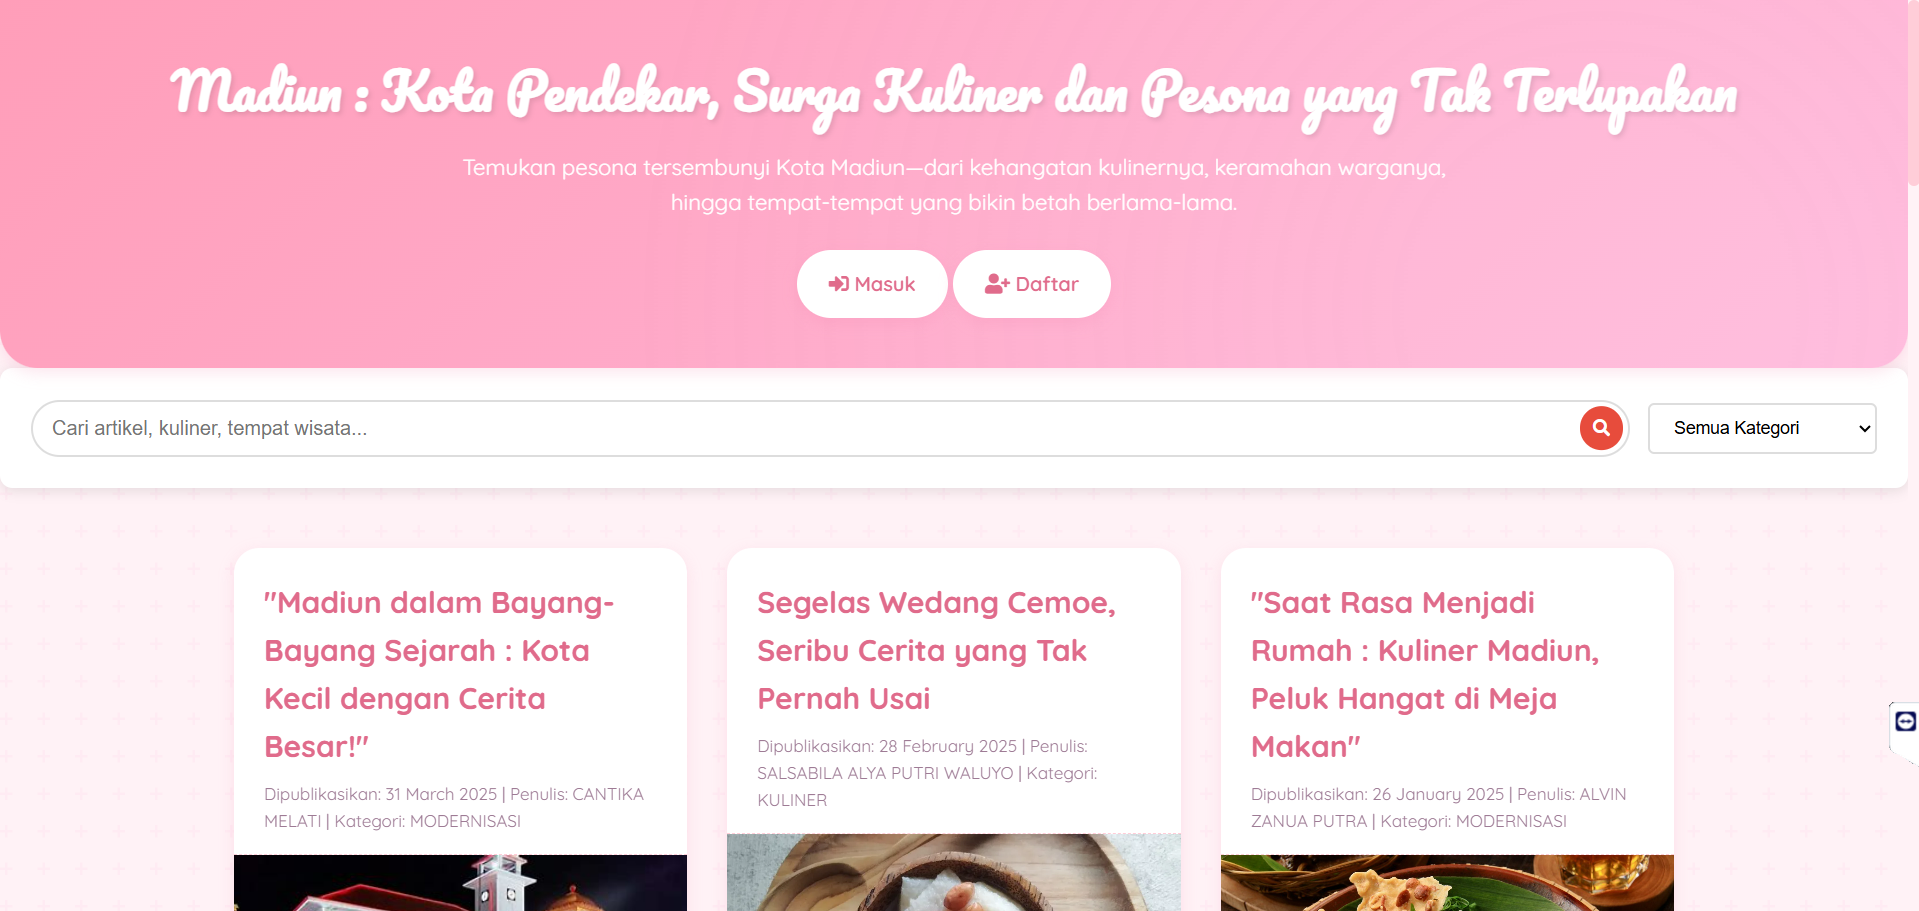 Madiun : Kota Pendekar, Surga Kuliner dan Pesona yang Tak Terlupakan
Temukan pesona tersembunyi Kota Madiun—dari kehangatan kulinernya, keramahan warganya,
hingga tempat-tempat yang bikin betah berlama-lama.
Masuk
Daftar
Cari artikel, kuliner, tempat wisata...
Semua Kategori
"Madiun dalam Bayang-
Bayang Sejarah : Kota
Kecil dengan Cerita
Besar!"
Dipublikasikan: 31 March 2025 | Penulis: CANTIKA
MELATI | Kategori: MODERNISASI
Segelas Wedang Cemoe,
Seribu Cerita yang Tak
Pernah Usai
Dipublikasikan: 28 February 2025 | Penulis:
SALSABILA ALYA PUTRI WALUYO | Kategori:
KULINER
"Saat Rasa Menjadi
Rumah : Kuliner Madiun,
Peluk Hangat di Meja
Makan"
Dipublikasikan: 26 January 2025 | Penulis: ALVIN
ZANUA PUTRA | Kategori: MODERNISASI